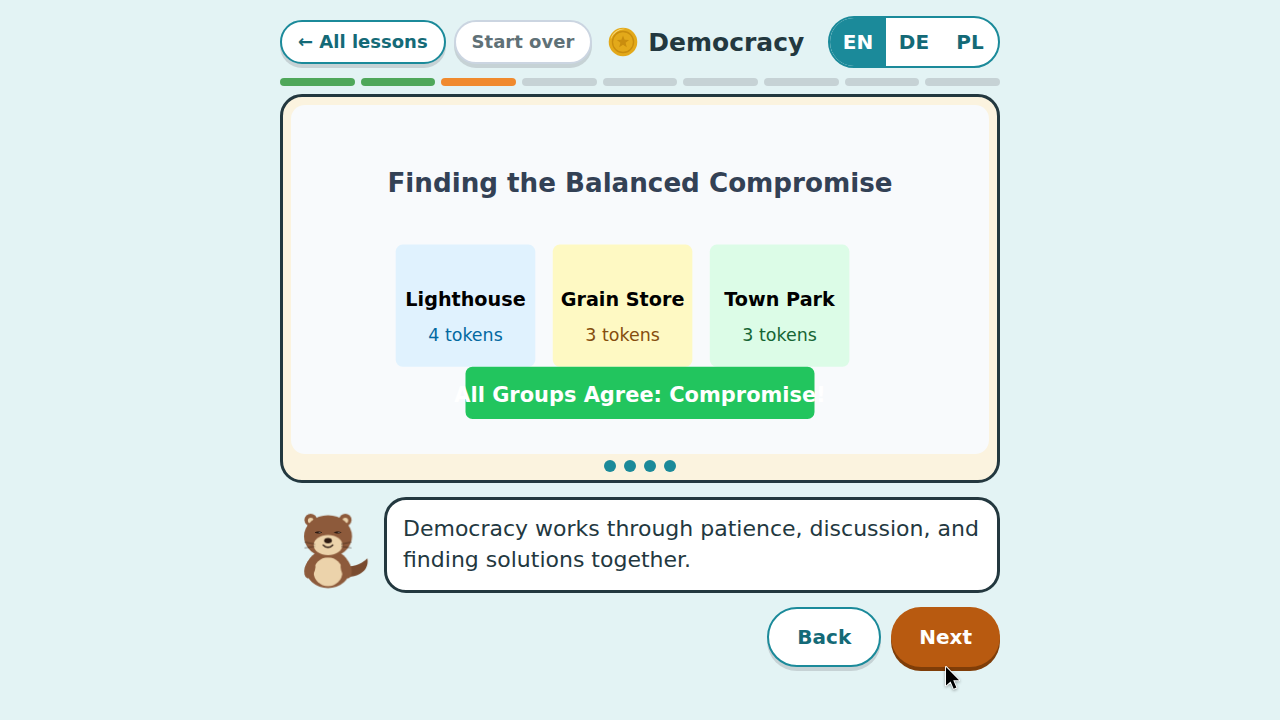 ← All lessons
Start over
Democracy
EN DE PL
Finding the Balanced Compromise
Lighthouse
4 tokens
Grain Store
3 tokens
Town Park
3 tokens
All Groups Agree: Compromise!
Democracy works through patience, discussion, and
finding solutions together.
Back
Next